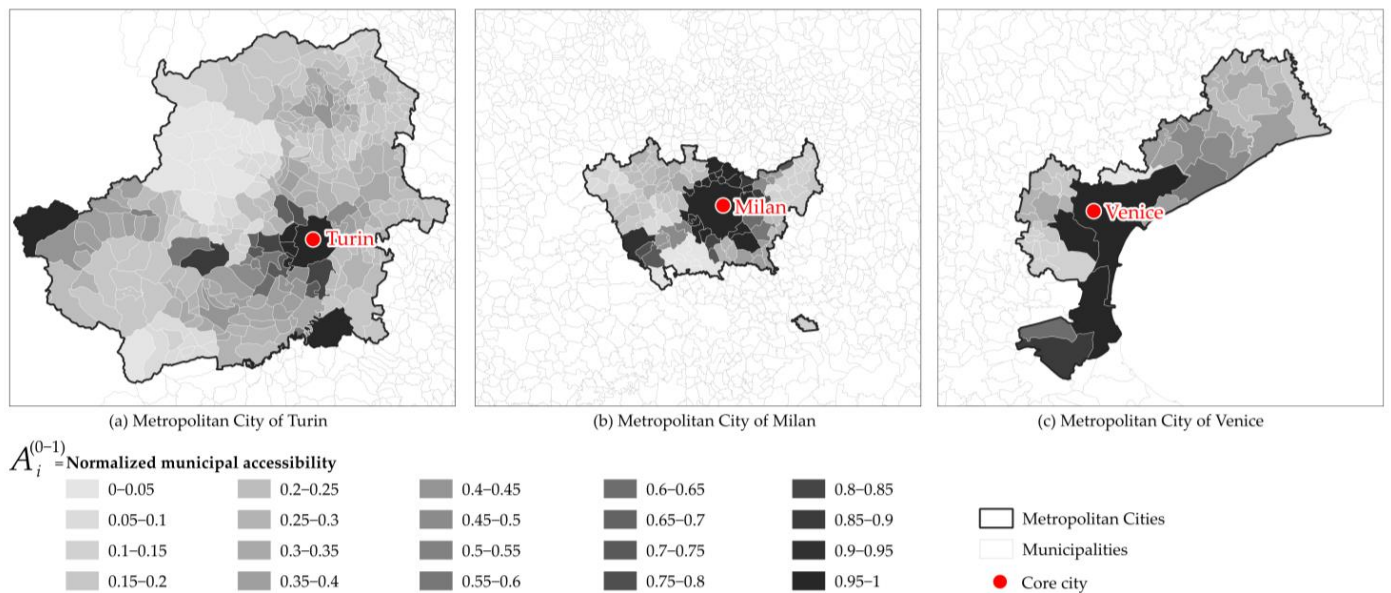 Turin
Milan
Venice
(a) Metropolitan City of Turin
(b) Metropolitan City of Milan
(c) Metropolitan City of Venice
A_i^{(0−1)} = Normalized municipal accessibility
0–0.05
0.05–0.1
0.1–0.15
0.15–0.2
0.2–0.25
0.25–0.3
0.3–0.35
0.35–0.4
0.4–0.45
0.45–0.5
0.5–0.55
0.55–0.6
0.6–0.65
0.65–0.7
0.7–0.75
0.75–0.8
0.8–0.85
0.85–0.9
0.9–0.95
0.95–1
Metropolitan Cities
Municipalities
Core city